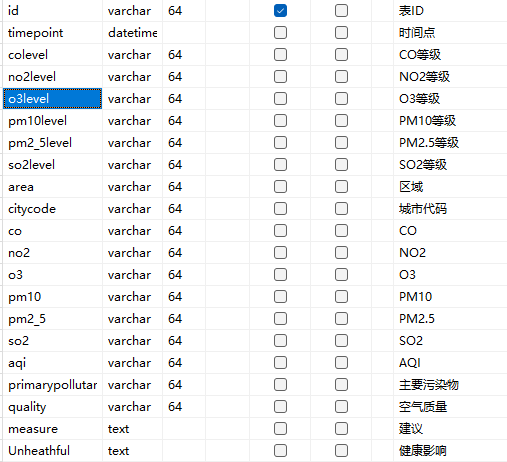 id varchar 64 表ID
timepoint datetime 时间点
colevel varchar 64 CO等级
no2level varchar 64 NO2等级
o3level varchar 64 O3等级
pm10level varchar 64 PM10等级
pm2_5level varchar 64 PM2.5等级
so2level varchar 64 SO2等级
area varchar 64 区域
citycode varchar 64 城市代码
co varchar 64 CO
no2 varchar 64 NO2
o3 varchar 64 O3
pm10 varchar 64 PM10
pm2_5 varchar 64 PM2.5
so2 varchar 64 SO2
aqi varchar 64 AQI
primarypollutar varchar 64 主要污染物
quality varchar 64 空气质量
measure text 建议
Unheathful text 健康影响